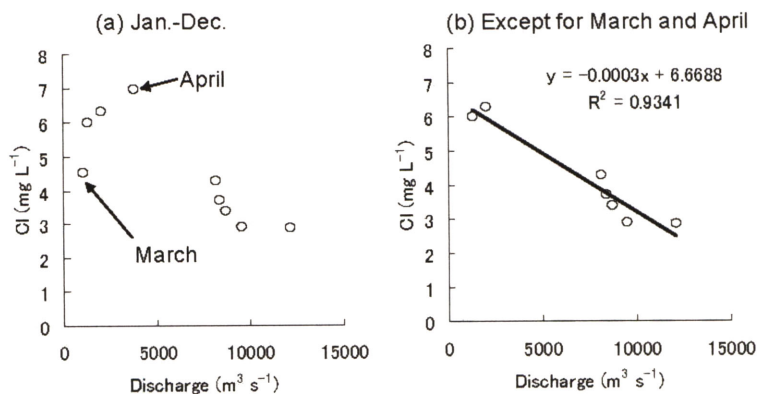 (a) Jan.-Dec.
8
7
6
5
4
3
2
1
0
Cl (mg L⁻¹)
April
March
0 5000 10000 15000
Discharge (m³ s⁻¹)
(b) Except for March and April
8
7
6
5
4
3
2
1
0
Cl (mg L⁻¹)
y = −0.0003x + 6.6688
R² = 0.9341
0 5000 10000 15000
Discharge (m³ s⁻¹)